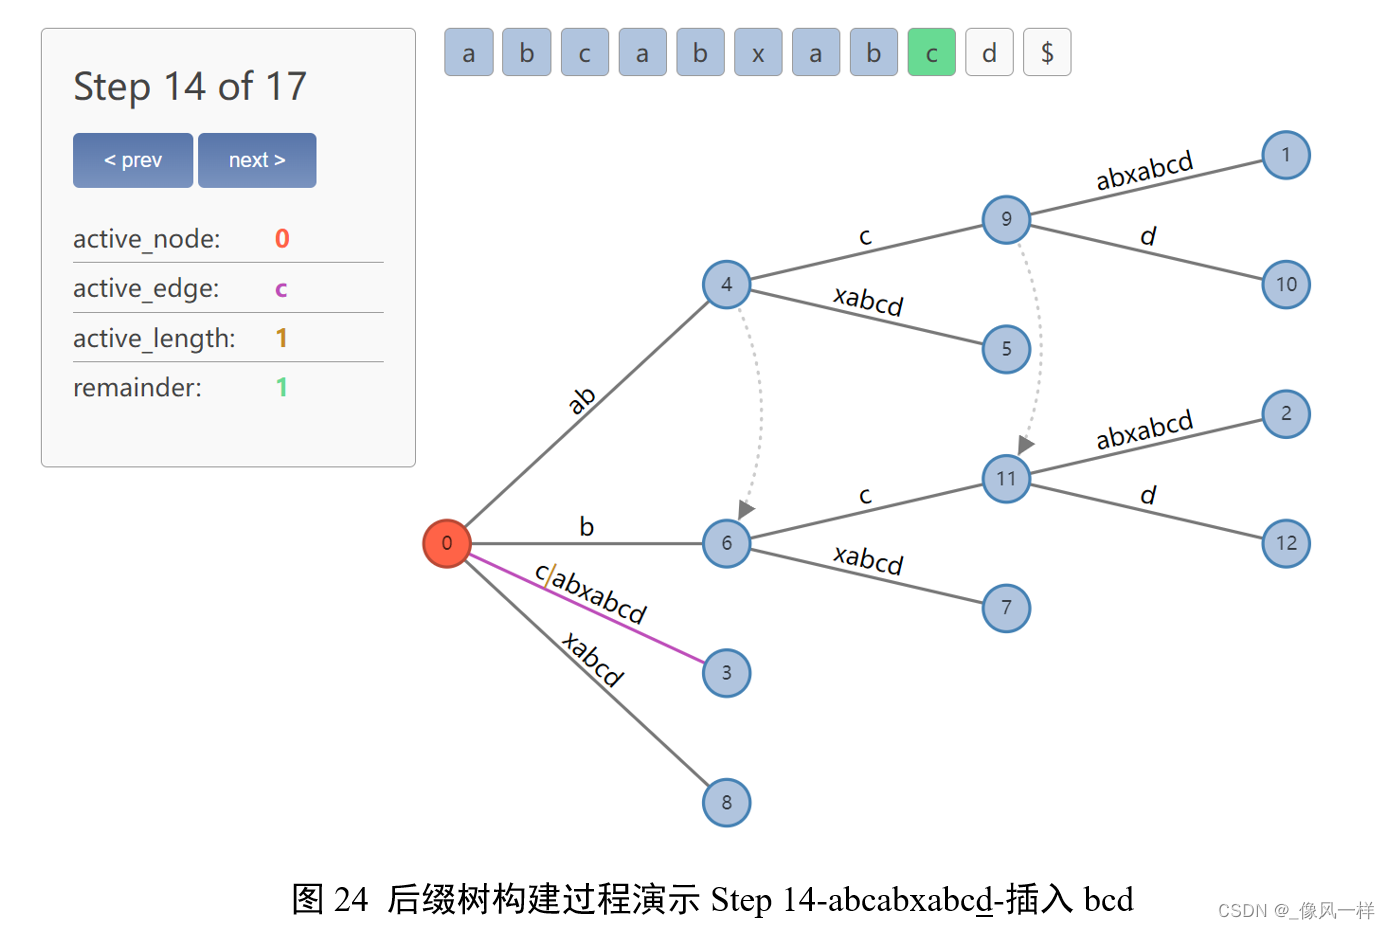 Step 14 of 17
< prev
next >
active_node: 0
active_edge: c
active_length: 1
remainder: 1
a b c a b x a b c d $
abxabcd
1
9
c
d
4
10
xabcd
5
ab
abxabcd
2
11
c
d
b
0
6
12
xabcd
7
c/abxabcd
3
xabcd
8
图 24 后缀树构建过程演示 Step 14-abcabxabcd-插入 bcd
CSDN @_像风一样